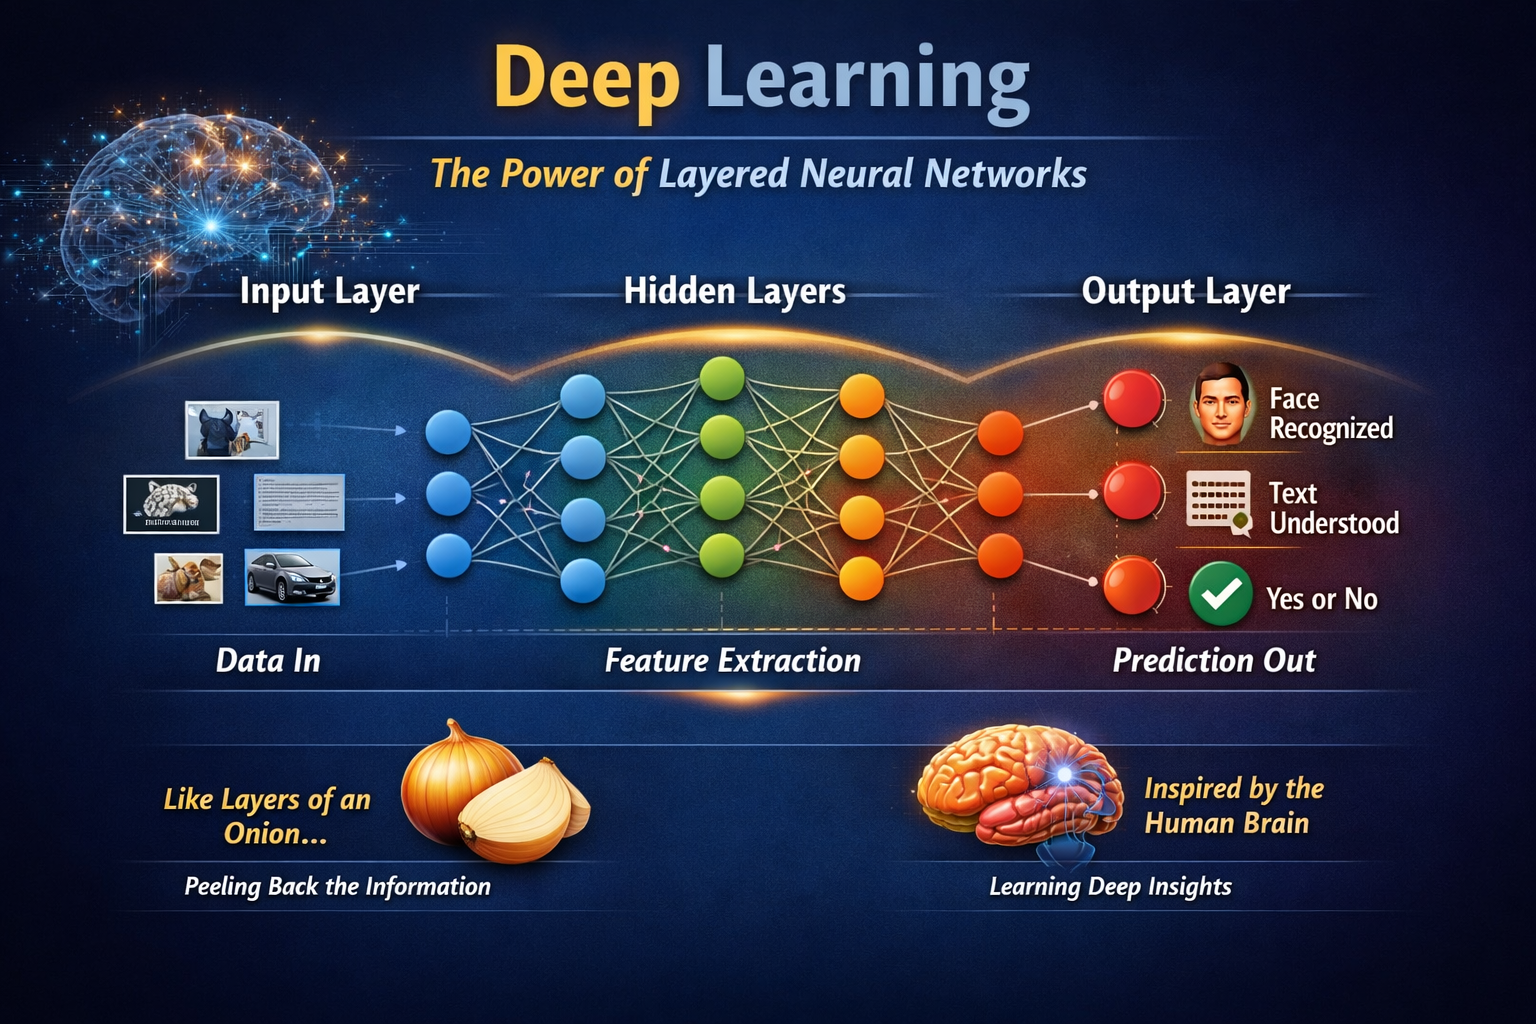 Deep Learning
The Power of Layered Neural Networks
Input Layer
Hidden Layers
Output Layer
Face
Recognized
Text
Understood
Yes or No
Data In
Feature Extraction
Prediction Out
Like Layers of an
Onion...
Peeling Back the Information
Inspired by the
Human Brain
Learning Deep Insights